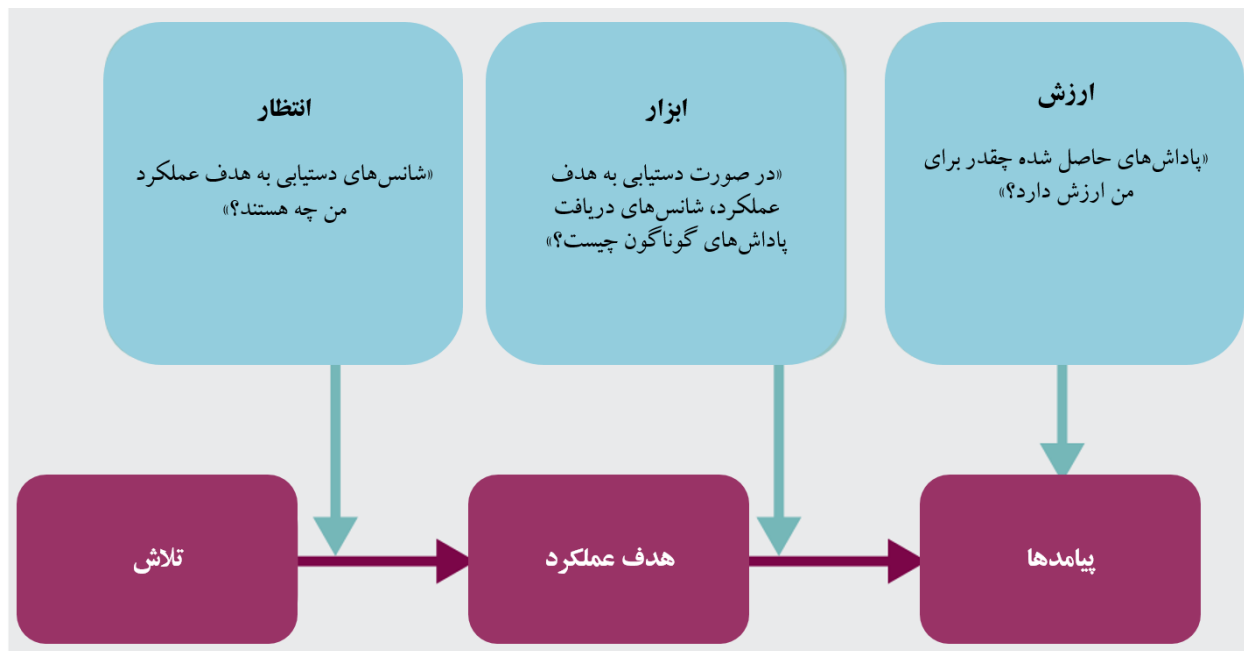 انتظار
«شانس‌های دستیابی به هدف عملکرد
من چه هستند؟»
ابزار
«در صورت دستیابی به هدف
عملکرد، شانس‌های دریافت
پاداش‌های گوناگون چیست؟»
ارزش
«پاداش‌های حاصل شده چقدر برای
من ارزش دارد؟»
تلاش
هدف عملکرد
پیامدها